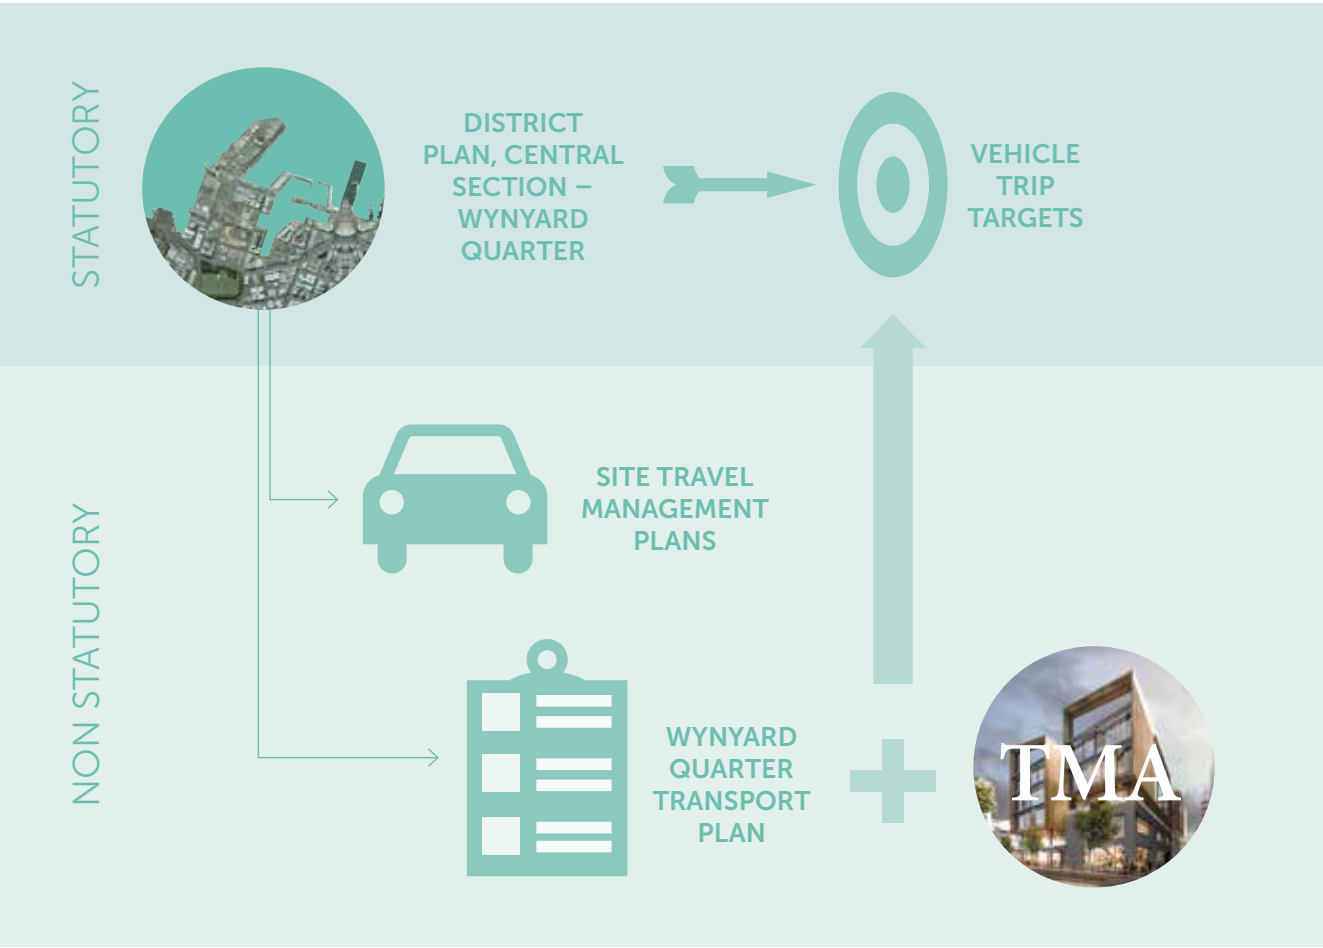 STATUTORY
DISTRICT
PLAN, CENTRAL
SECTION –
WYNYARD
QUARTER
VEHICLE
TRIP
TARGETS
NON STATUTORY
SITE TRAVEL
MANAGEMENT
PLANS
WYNYARD
QUARTER
TRANSPORT
PLAN
TMA